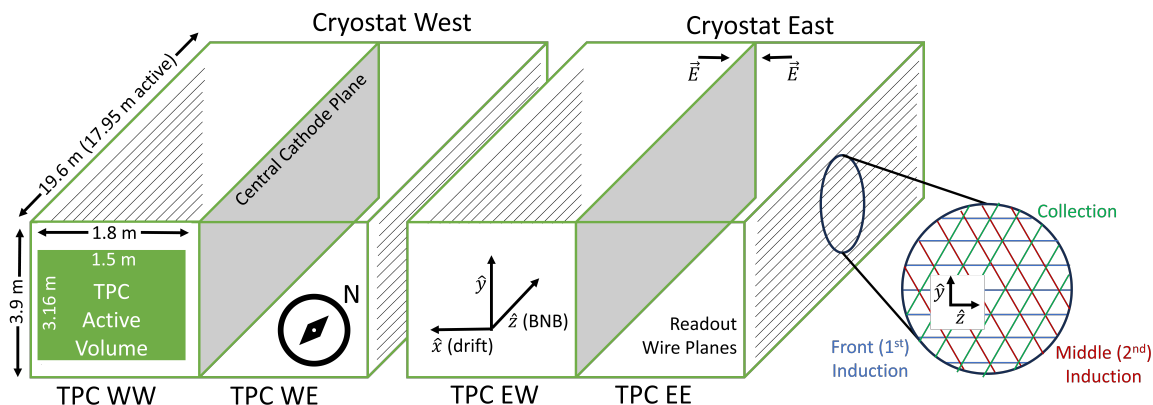 Cryostat West
Cryostat East
E⃗
E⃗
19.6 m (17.95 m active)
Central Cathode Plane
1.8 m
1.5 m
3.9 m
3.16 m
TPC
Active
Volume
N
ŷ
ẑ (BNB)
x̂ (drift)
Readout
Wire Planes
Collection
ŷ
ẑ
Front (1st)
Induction
Middle (2nd)
Induction
TPC WW
TPC WE
TPC EW
TPC EE